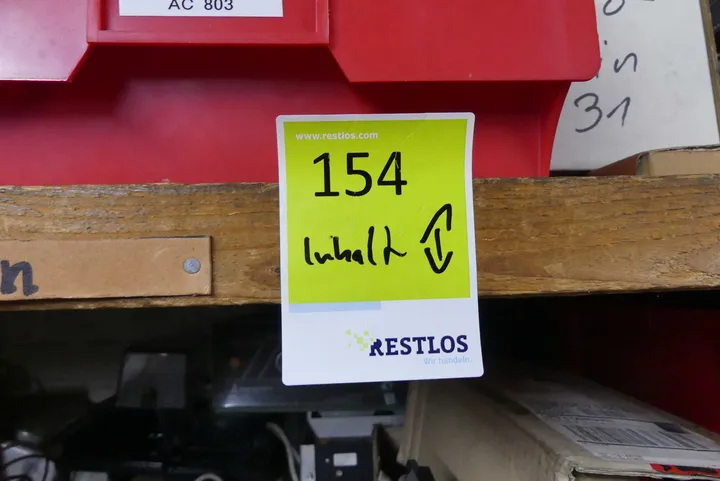 AC 803
in
31
www.restlos.com
154
Inhalt
n
RESTLOS
Wir handeln.